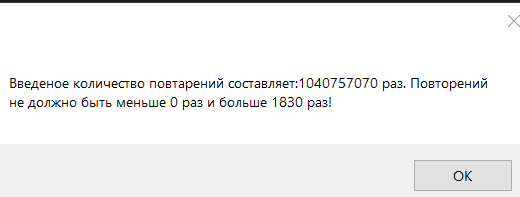 Введеное количество повтарений составляет:1040757070 раз. Повторений
не должно быть меньше 0 раз и больше 1830 раз!
OK